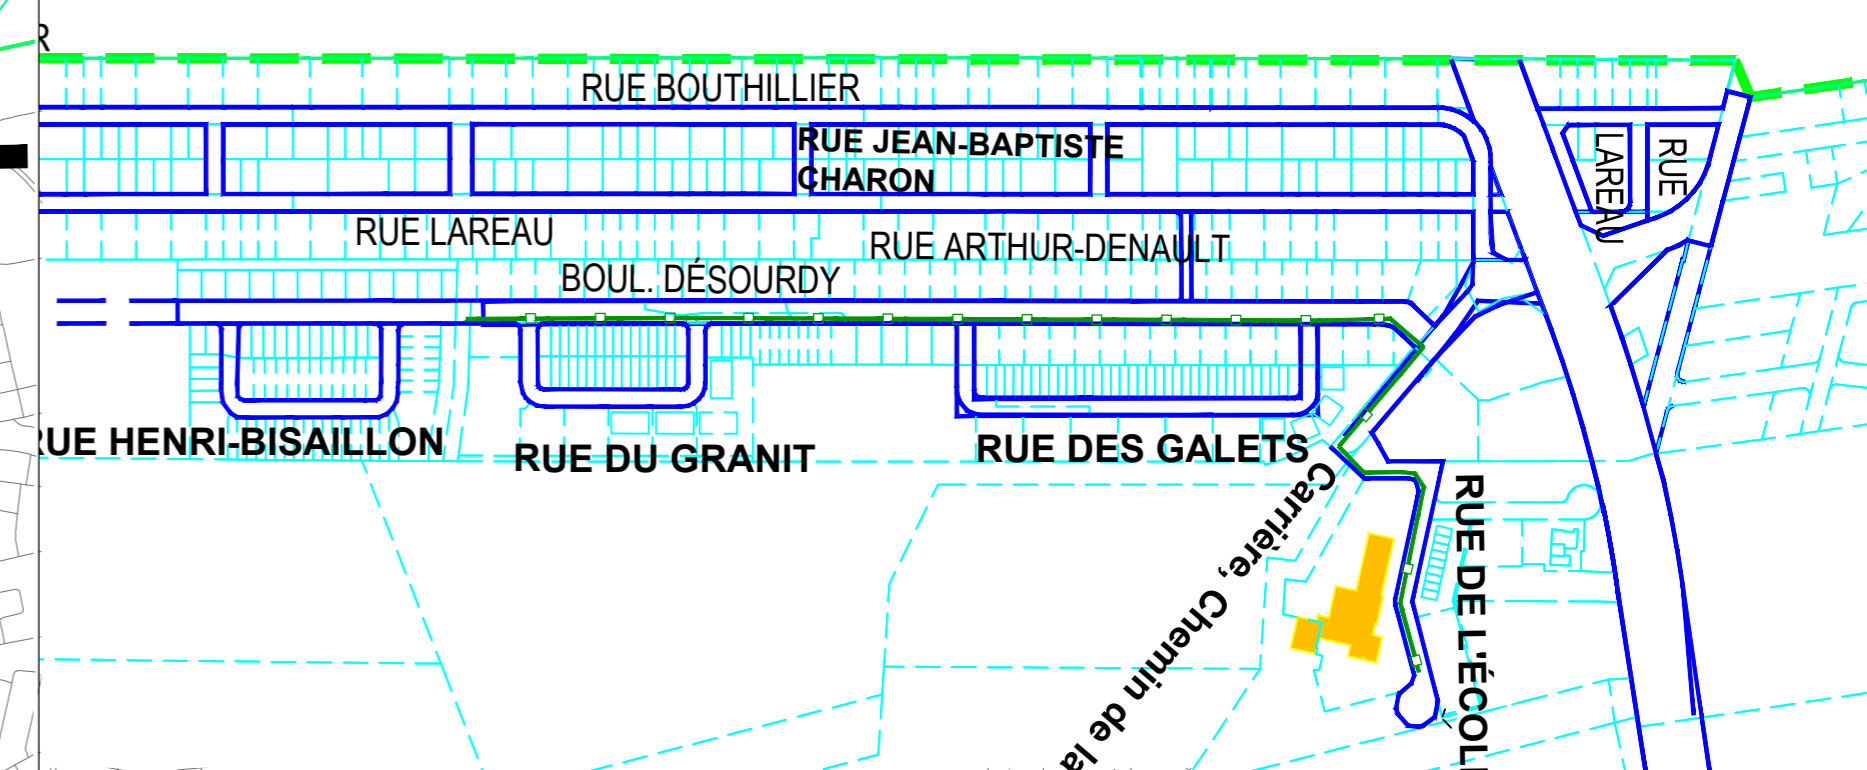 R
RUE BOUTHILLIER
RUE JEAN-BAPTISTE
CHARON
LAREAU
RUE
RUE LAREAU
RUE ARTHUR-DENAULT
BOUL. DÉSOURDY
RUE HENRI-BISAILLON
RUE DU GRANIT
RUE DES GALETS
Carrière, Chemin de la
RUE DE L'ÉCOL